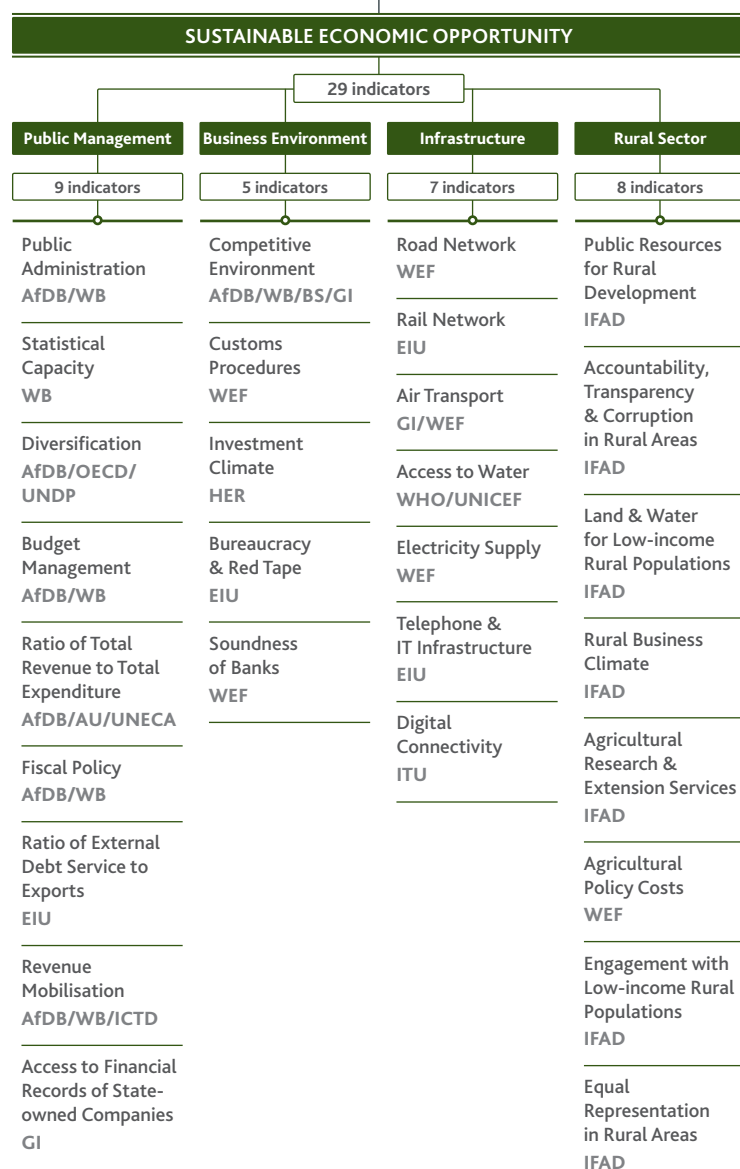 SUSTAINABLE ECONOMIC OPPORTUNITY
29 indicators
Public Management
9 indicators
Public
Administration
AfDB/WB
Statistical
Capacity
WB
Diversification
AfDB/OECD/
UNDP
Budget
Management
AfDB/WB
Ratio of Total
Revenue to Total
Expenditure
AfDB/AU/UNECA
Fiscal Policy
AfDB/WB
Ratio of External
Debt Service to
Exports
EIU
Revenue
Mobilisation
AfDB/WB/ICTD
Access to Financial
Records of State-
owned Companies
GI
Business Environment
5 indicators
Competitive
Environment
AfDB/WB/BS/GI
Customs
Procedures
WEF
Investment
Climate
HER
Bureaucracy
& Red Tape
EIU
Soundness
of Banks
WEF
Infrastructure
7 indicators
Road Network
WEF
Rail Network
EIU
Air Transport
GI/WEF
Access to Water
WHO/UNICEF
Electricity Supply
WEF
Telephone &
IT Infrastructure
EIU
Digital
Connectivity
ITU
Rural Sector
8 indicators
Public Resources
for Rural
Development
IFAD
Accountability,
Transparency
& Corruption
in Rural Areas
IFAD
Land & Water
for Low-income
Rural Populations
IFAD
Rural Business
Climate
IFAD
Agricultural
Research &
Extension Services
IFAD
Agricultural
Policy Costs
WEF
Engagement with
Low-income Rural
Populations
IFAD
Equal
Representation
in Rural Areas
IFAD